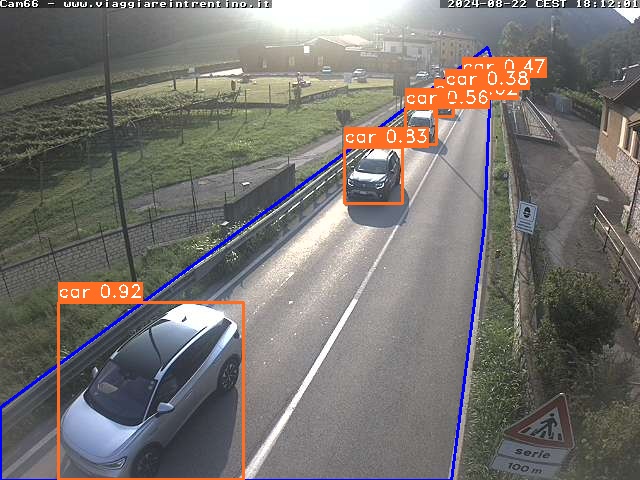 Cam66 - www.viaggiareintrentino.it
2024-08-22 CEST 18:12:01
car 0.47
car 0.38
car 0.56
car 0.83
car 0.92
serie
100 m